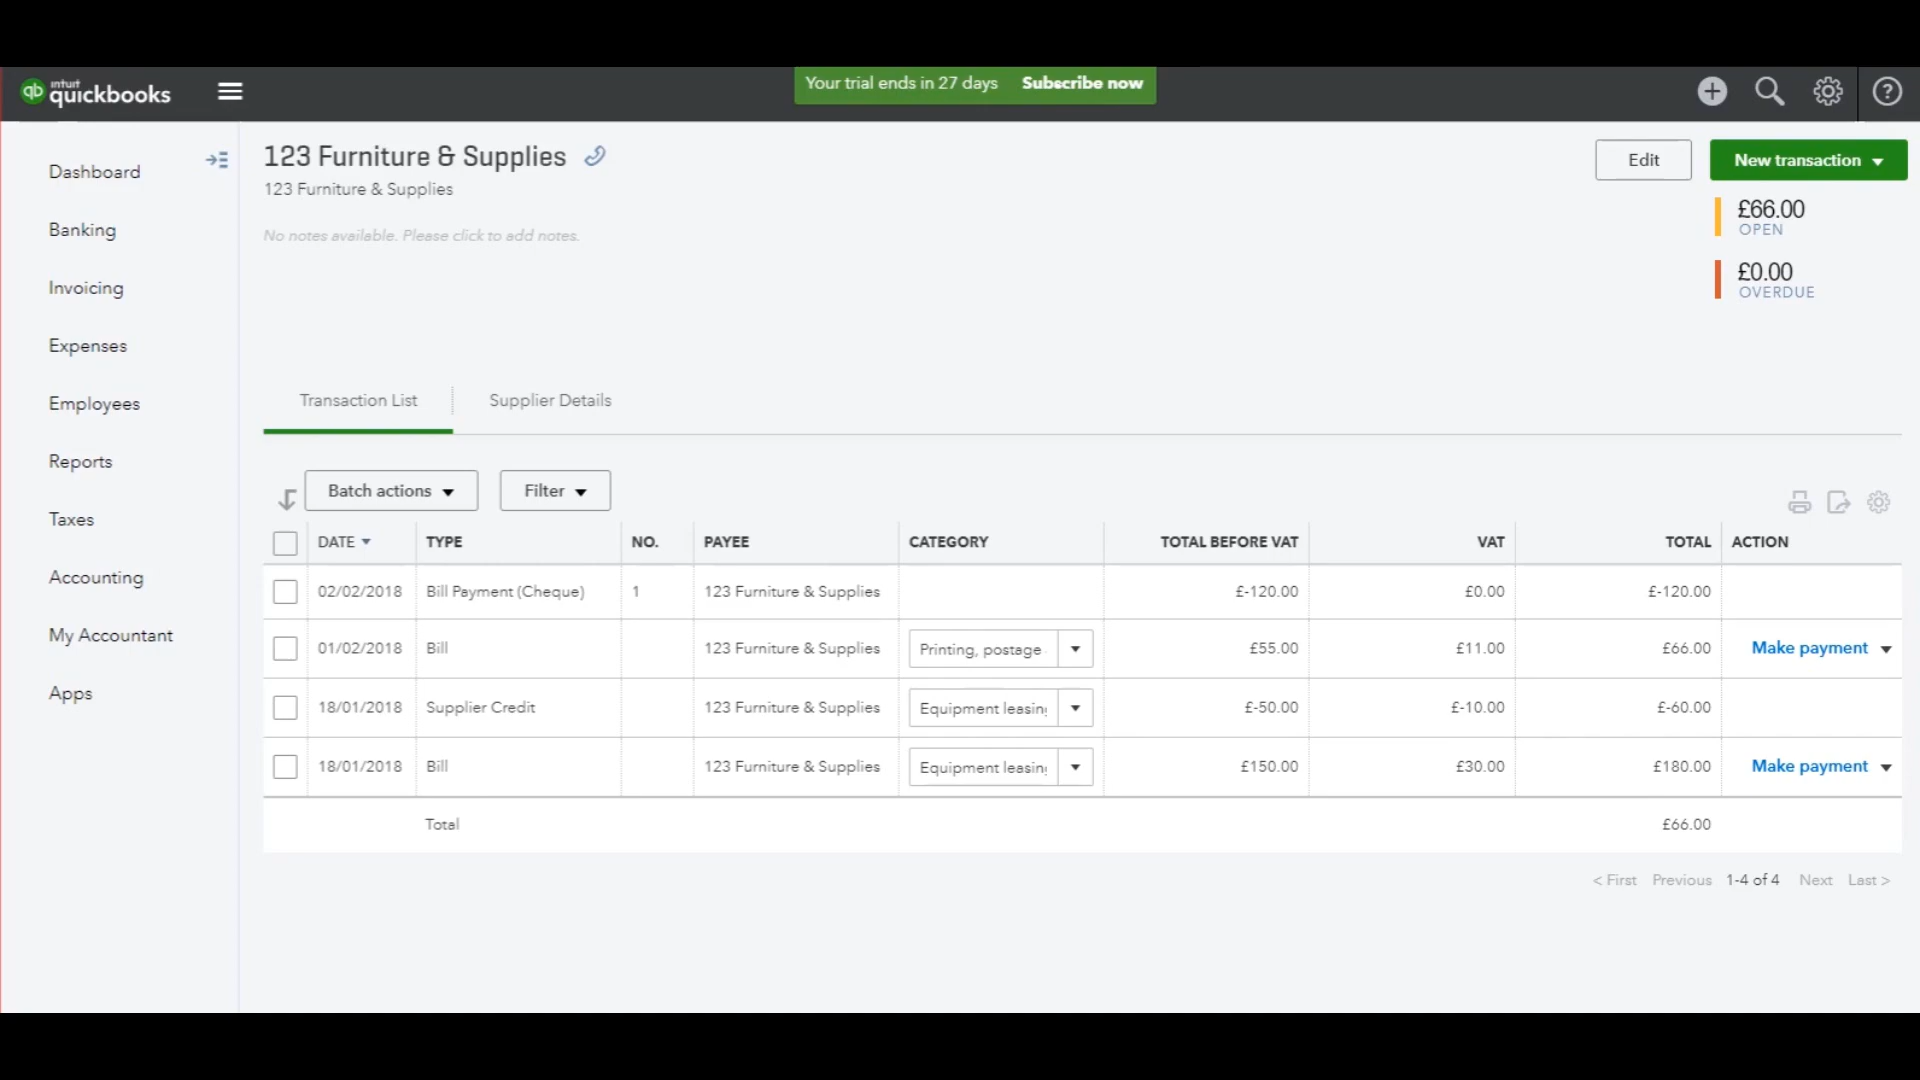 intuit
quickbooks
Your trial ends in 27 days Subscribe now
Dashboard
Banking
Invoicing
Expenses
Employees
Reports
Taxes
Accounting
My Accountant
Apps
123 Furniture & Supplies
123 Furniture & Supplies
No notes available. Please click to add notes.
Edit
New transaction
£66.00
OPEN
£0.00
OVERDUE
Transaction List Supplier Details
Batch actions Filter
DATE TYPE NO. PAYEE CATEGORY TOTAL BEFORE VAT VAT TOTAL ACTION
02/02/2018 Bill Payment (Cheque) 1 123 Furniture & Supplies £-120.00 £0.00 £-120.00
01/02/2018 Bill 123 Furniture & Supplies Printing, postage £55.00 £11.00 £66.00 Make payment
18/01/2018 Supplier Credit 123 Furniture & Supplies Equipment leasin £-50.00 £-10.00 £-60.00
18/01/2018 Bill 123 Furniture & Supplies Equipment leasin £150.00 £30.00 £180.00 Make payment
Total £66.00
< First Previous 1-4 of 4 Next Last >